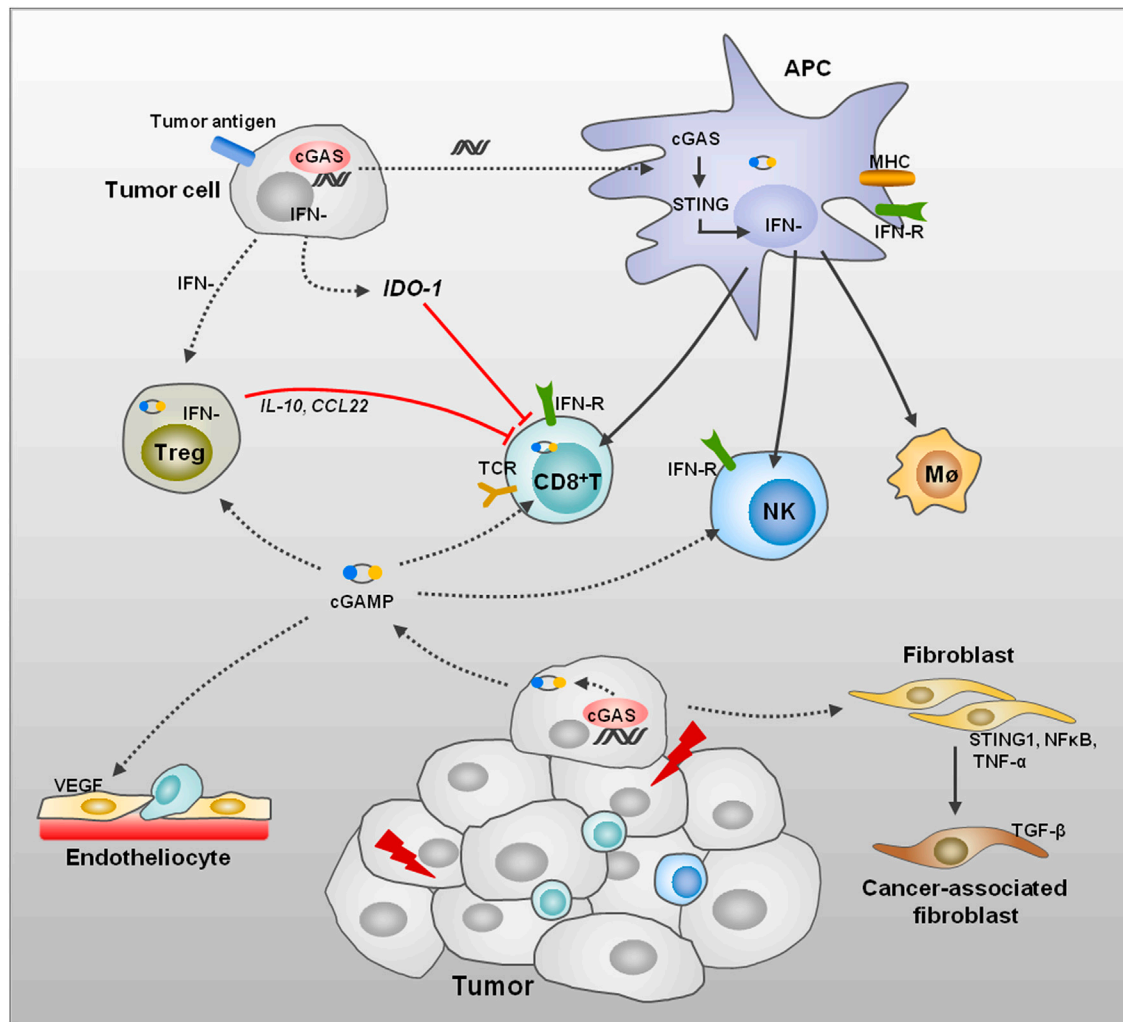 APC
Tumor antigen
cGAS
Tumor cell
IFN-
cGAS
STING
IFN-
MHC
IFN-R
IFN-
IDO-1
IFN-
Treg
IL-10, CCL22
IFN-R
TCR
CD8+T
IFN-R
NK
Mø
cGAMP
cGAS
Fibroblast
STING1, NFκB,
TNF-α
VEGF
Endotheliocyte
TGF-β
Cancer-associated
fibroblast
Tumor